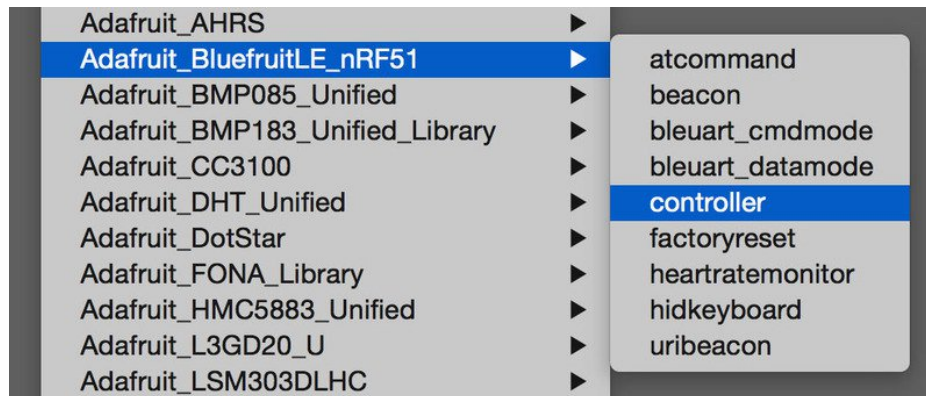 Adafruit_AHRS
Adafruit_BluefruitLE_nRF51
Adafruit_BMP085_Unified
Adafruit_BMP183_Unified_Library
Adafruit_CC3100
Adafruit_DHT_Unified
Adafruit_DotStar
Adafruit_FONA_Library
Adafruit_HMC5883_Unified
Adafruit_L3GD20_U
Adafruit_LSM303DLHC
atcommand
beacon
bleuart_cmdmode
bleuart_datamode
controller
factoryreset
heartratemonitor
hidkeyboard
uribeacon